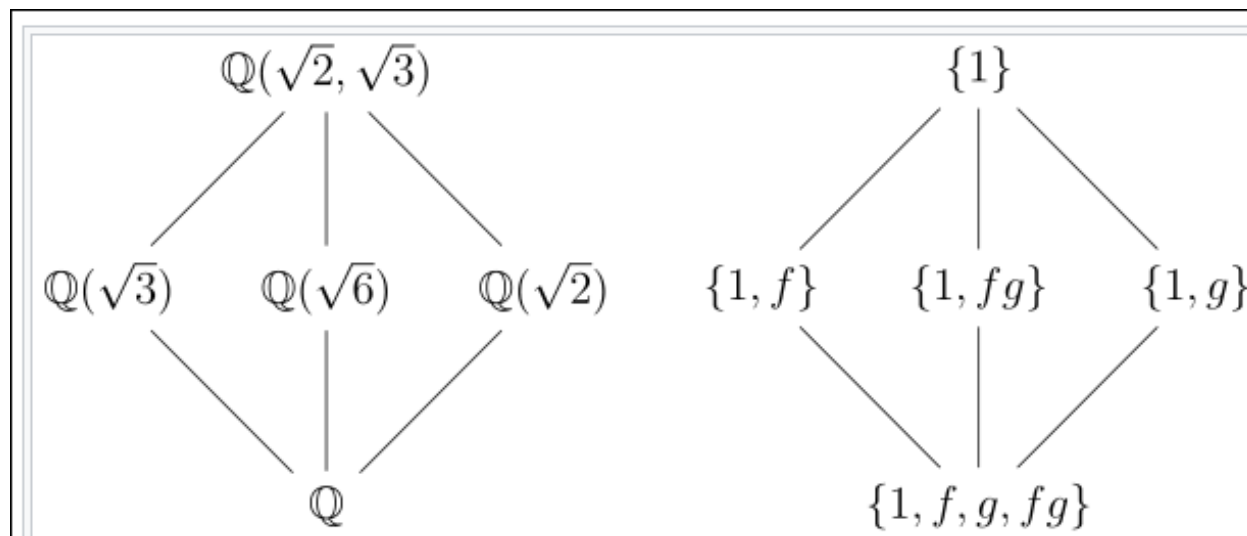 ℚ(√2, √3) {1}
ℚ(√3) ℚ(√6) ℚ(√2) {1, f} {1, fg} {1, g}
ℚ {1, f, g, fg}